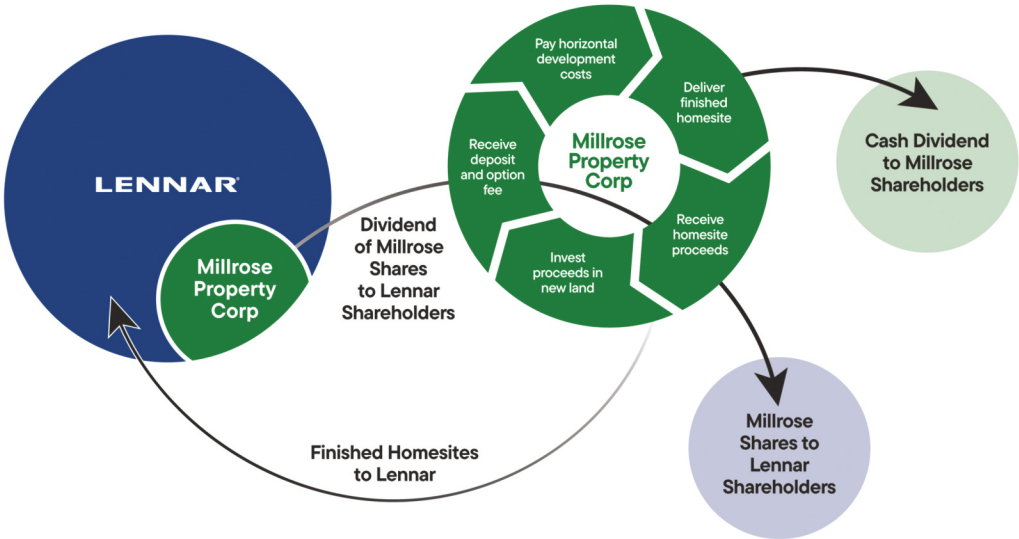 LENNAR®
Millrose
Property
Corp
Dividend
of Millrose
Shares
to Lennar
Shareholders
Pay horizontal
development
costs
Deliver
finished
homesite
Receive
homesite
proceeds
Invest
proceeds in
new land
Receive
deposit
and option
fee
Millrose
Property
Corp
Cash Dividend
to Millrose
Shareholders
Millrose
Shares to
Lennar
Shareholders
Finished Homesites
to Lennar